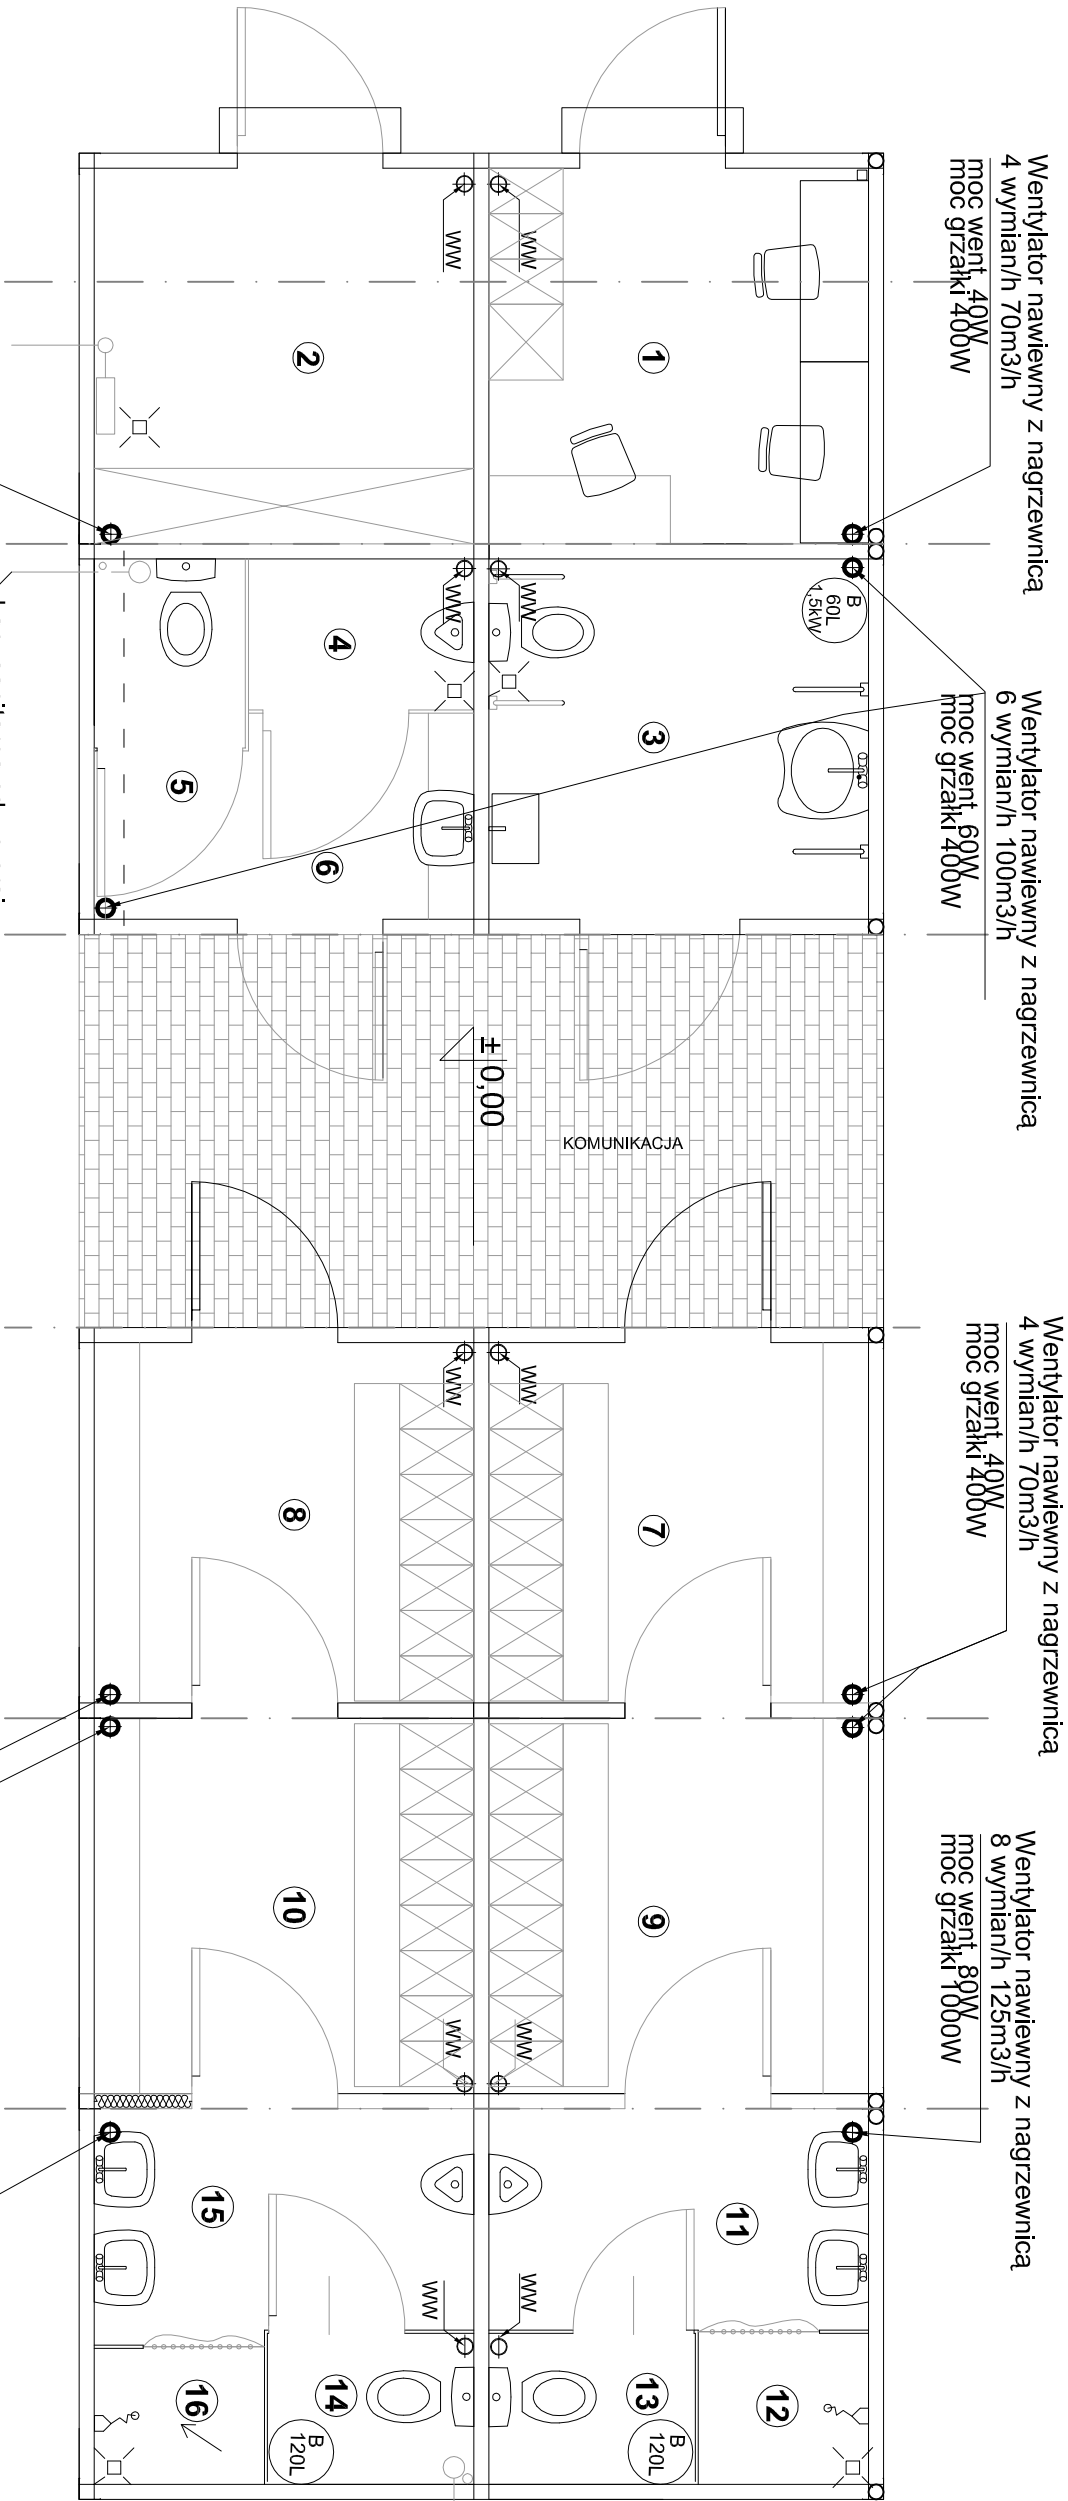 Wentylator nawiewny z nagrzewnicą
4 wymian/h 70m3/h
moc went. 40W
moc grzałki 400W
Wentylator nawiewny z nagrzewnicą
6 wymian/h 100m3/h
moc went. 60W
moc grzałki 400W
Wentylator nawiewny z nagrzewnicą
4 wymian/h 70m3/h
moc went. 40W
moc grzałki 400W
Wentylator nawiewny z nagrzewnicą
8 wymian/h 125m3/h
moc went. 80W
moc grzałki 1000W
B
60L
1,5kW
1
3
7
9
11
12
13
B
120L
KOMUNIKACJA
±0,00
WW
WW
WW
WW
WW
WW
WW
WW
WW
WW
2
4
5
6
8
10
15
14
16
B
120L